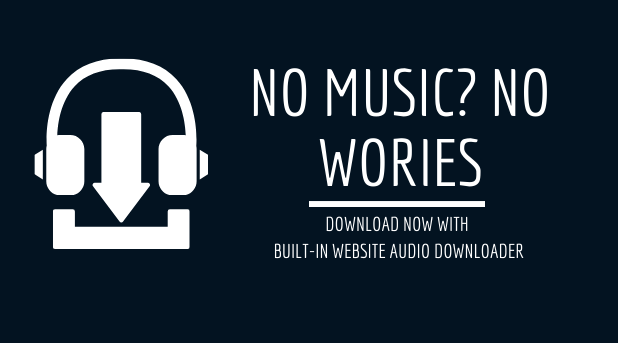 NO MUSIC? NO
WORIES
DOWNLOAD NOW WITH
BUILT-IN WEBSITE AUDIO DOWNLOADER